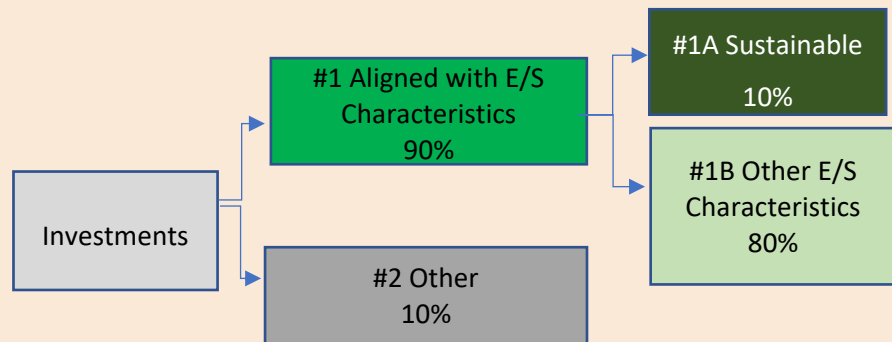 Investments
#1 Aligned with E/S
Characteristics
90%
#2 Other
10%
#1A Sustainable
10%
#1B Other E/S
Characteristics
80%